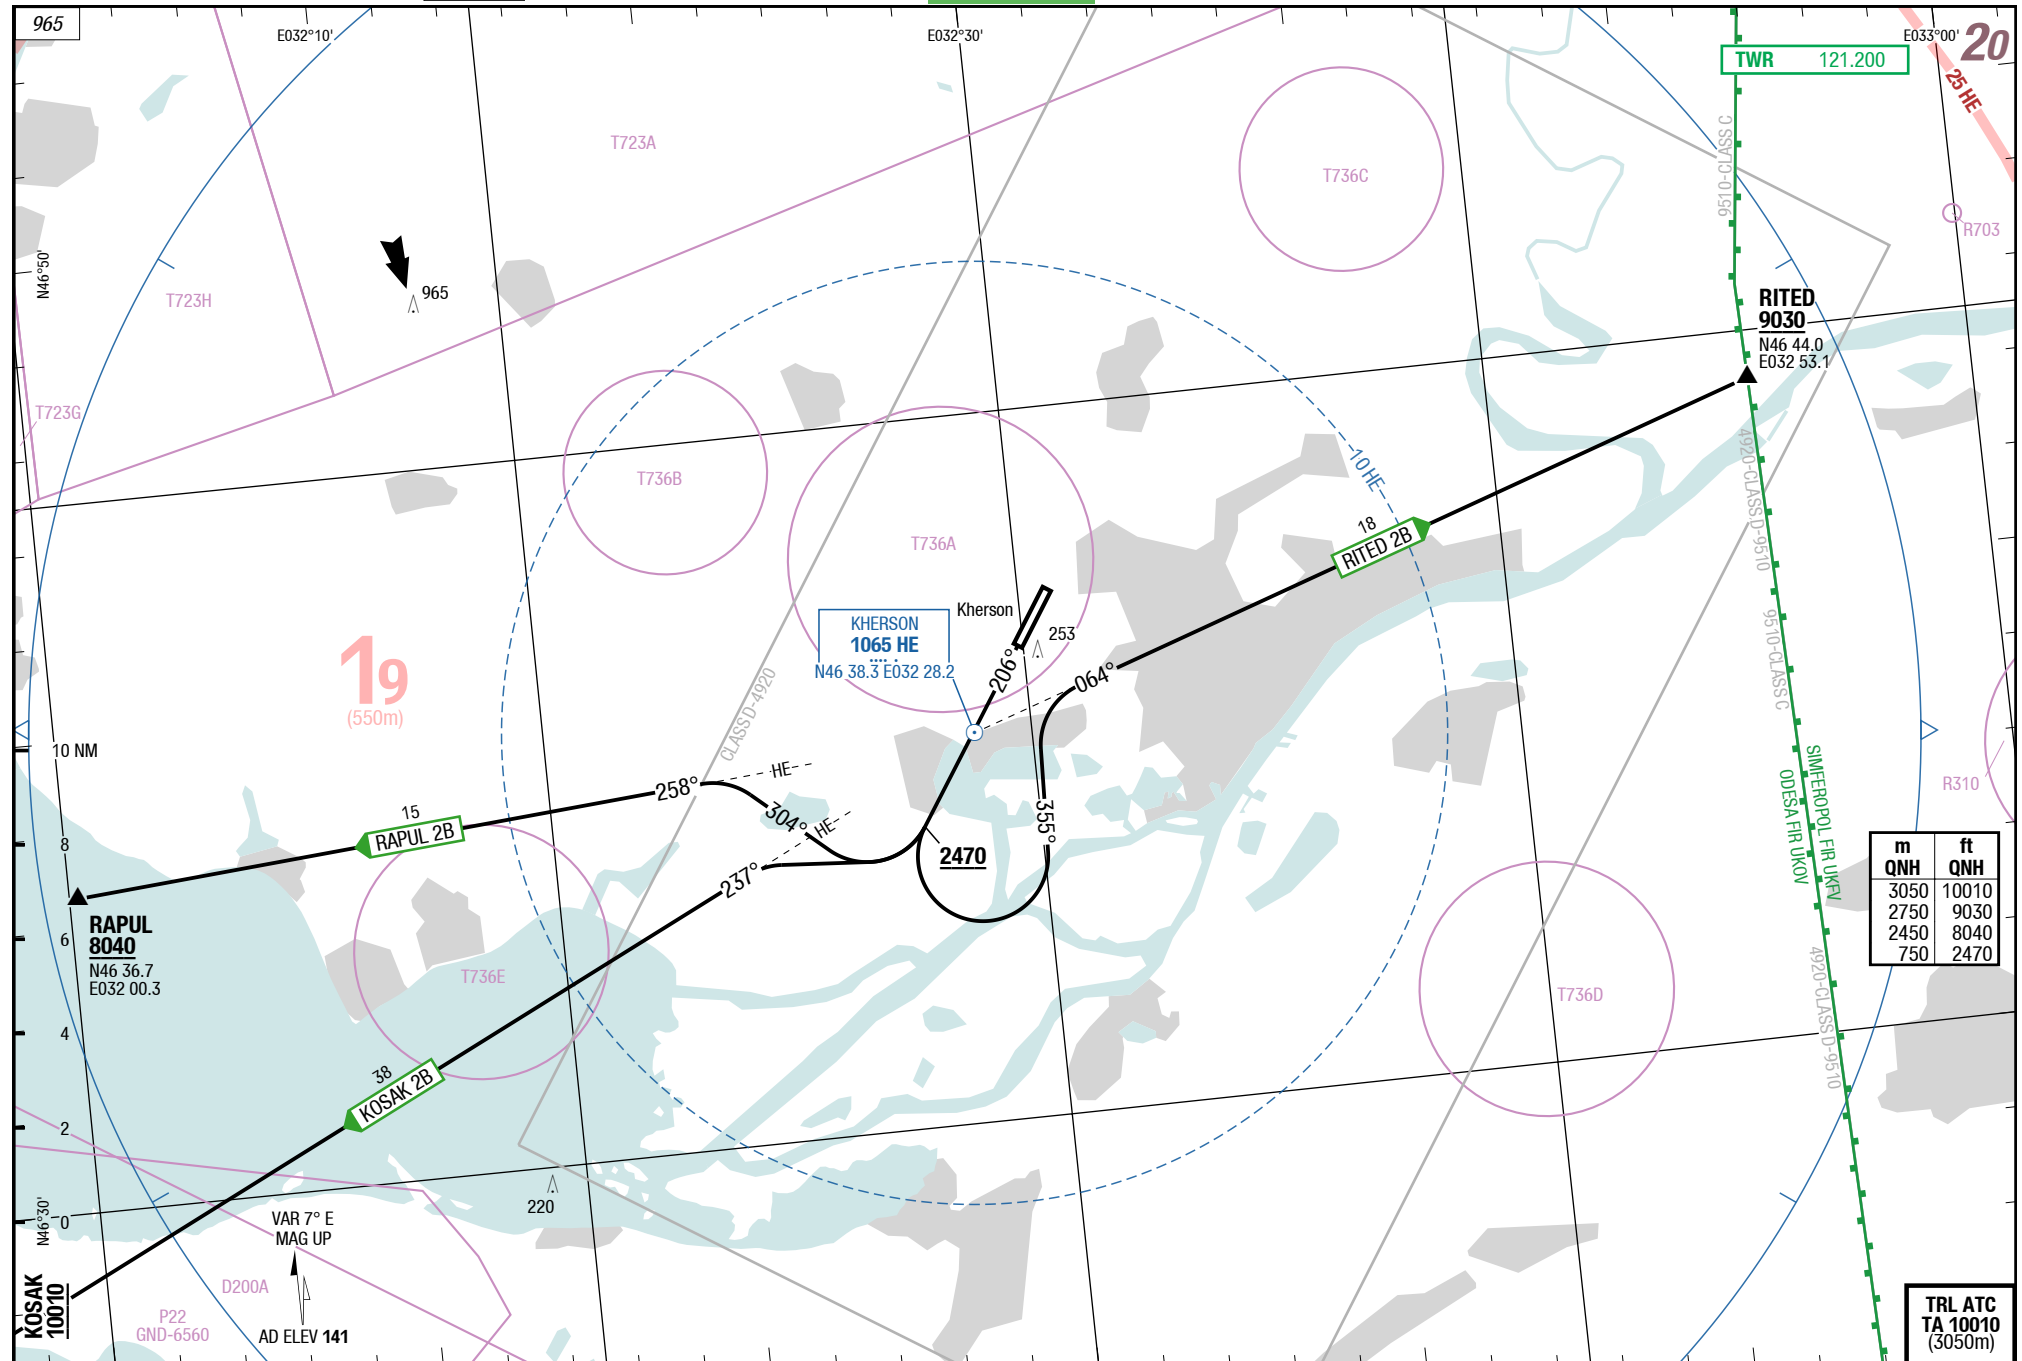 965
E032°10'
E032°30'
E033°00'
20
TWR 121.200
25 HE
T723A
T736C
9510-CLASS C
R703
N46°50'
T723H
965
RITED
9030
N46 44.0
E032 53.1
T723G
T736B
10 HE
4920-CLASS D-9510
T736A
18
RITED 2B
KHERSON
1065 HE
N46 38.3 E032 28.2
Kherson
253
206°
064°
9510-CLASS C
19
(550m)
CLASS D-4920
10 NM
HE
258°
304°
HE
355°
SIMFEROPOL FIR UKFV
ODESA FIR UKOV
R310
15
RAPUL 2B
8
2470
237°
m ft
QNH QNH
3050 10010
2750 9030
2450 8040
750 2470
RAPUL
8040
N46 36.7
E032 00.3
6
T736E
T736D
4920-CLASS D-9510
4
38
KOSAK 2B
2
220
N46°30'
0
VAR 7° E
MAG UP
KOSAK
10010
D200A
P22
GND-6560
AD ELEV 141
TRL ATC
TA 10010
(3050m)